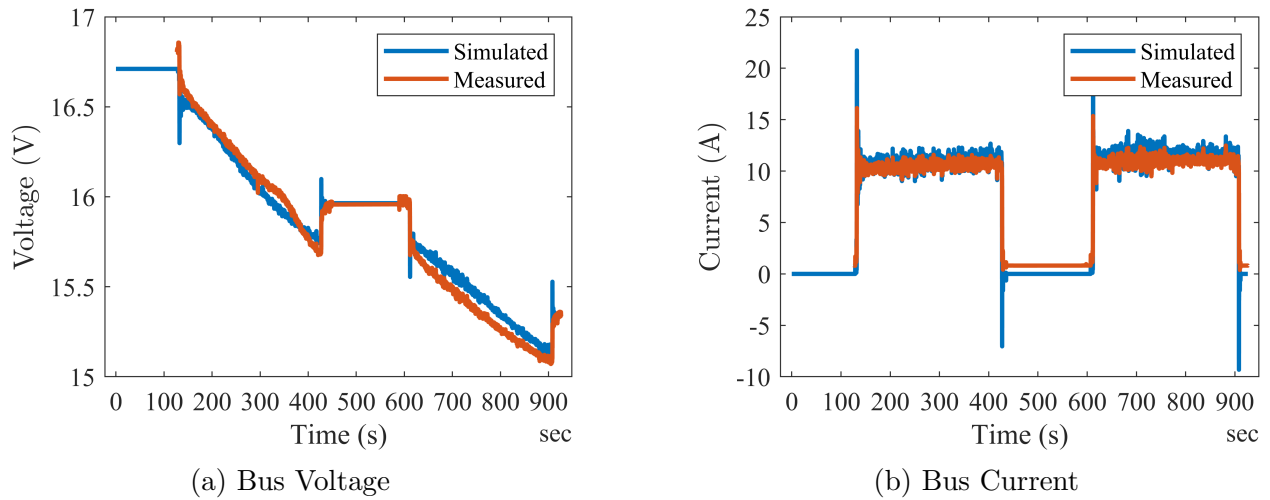 17
16.5
16
15.5
15
Voltage (V)
Simulated
Measured
0 100 200 300 400 500 600 700 800 900
Time (s)
sec
(a) Bus Voltage
25
20
15
10
5
0
-5
-10
Current (A)
Simulated
Measured
0 100 200 300 400 500 600 700 800 900
Time (s)
sec
(b) Bus Current